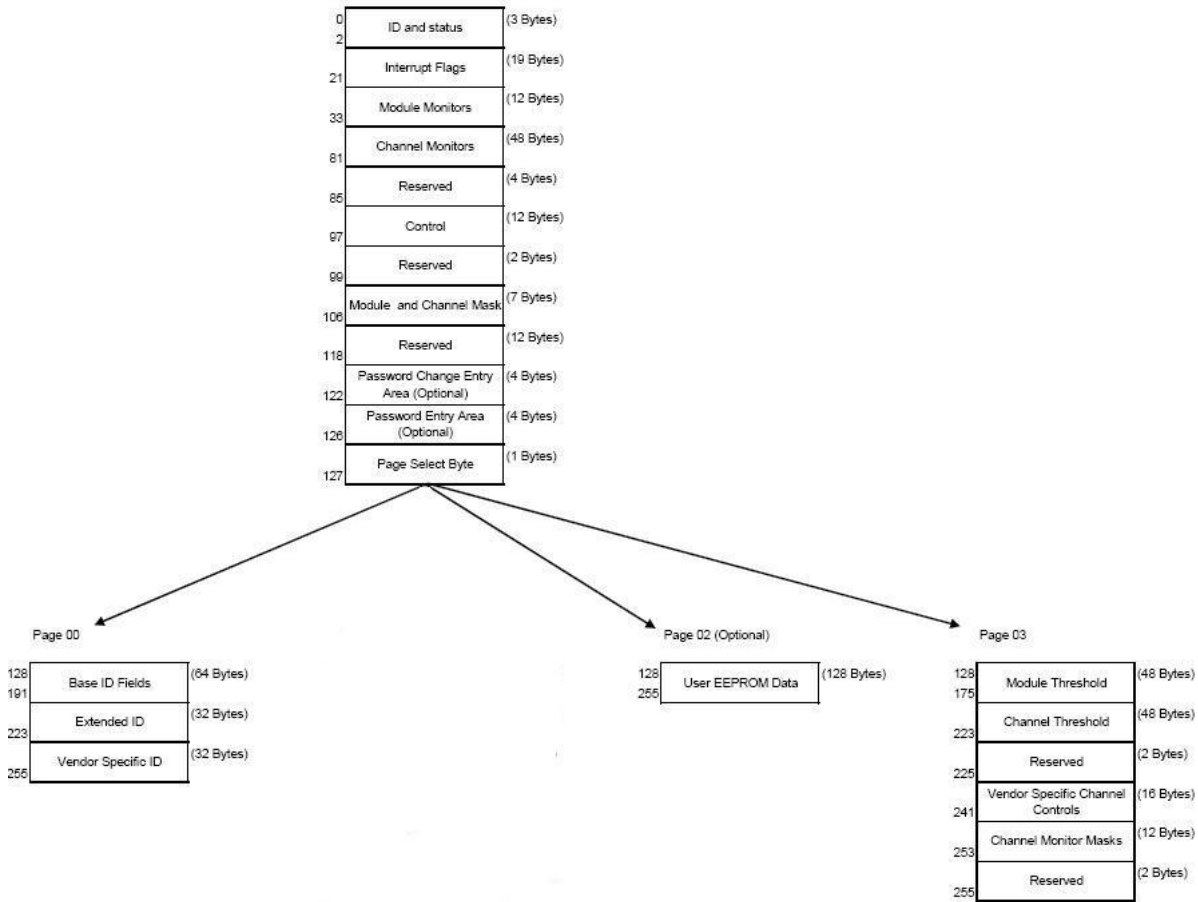 0 ID and status (3 Bytes)
2
Interrupt Flags (19 Bytes)
21
Module Monitors (12 Bytes)
33
Channel Monitors (48 Bytes)
81
Reserved (4 Bytes)
85
Control (12 Bytes)
97
Reserved (2 Bytes)
99
Module and Channel Mask (7 Bytes)
106
Reserved (12 Bytes)
118
Password Change Entry (4 Bytes)
122 Area (Optional)
Password Entry Area (4 Bytes)
126 (Optional)
Page Select Byte (1 Bytes)
127
Page 00
128 Base ID Fields (64 Bytes)
191
Extended ID (32 Bytes)
223
Vendor Specific ID (32 Bytes)
255
Page 02 (Optional)
128 User EEPROM Data (128 Bytes)
255
Page 03
128 Module Threshold (48 Bytes)
175
Channel Threshold (48 Bytes)
223
Reserved (2 Bytes)
225
Vendor Specific Channel (16 Bytes)
241 Controls
Channel Monitor Masks (12 Bytes)
253
Reserved (2 Bytes)
255